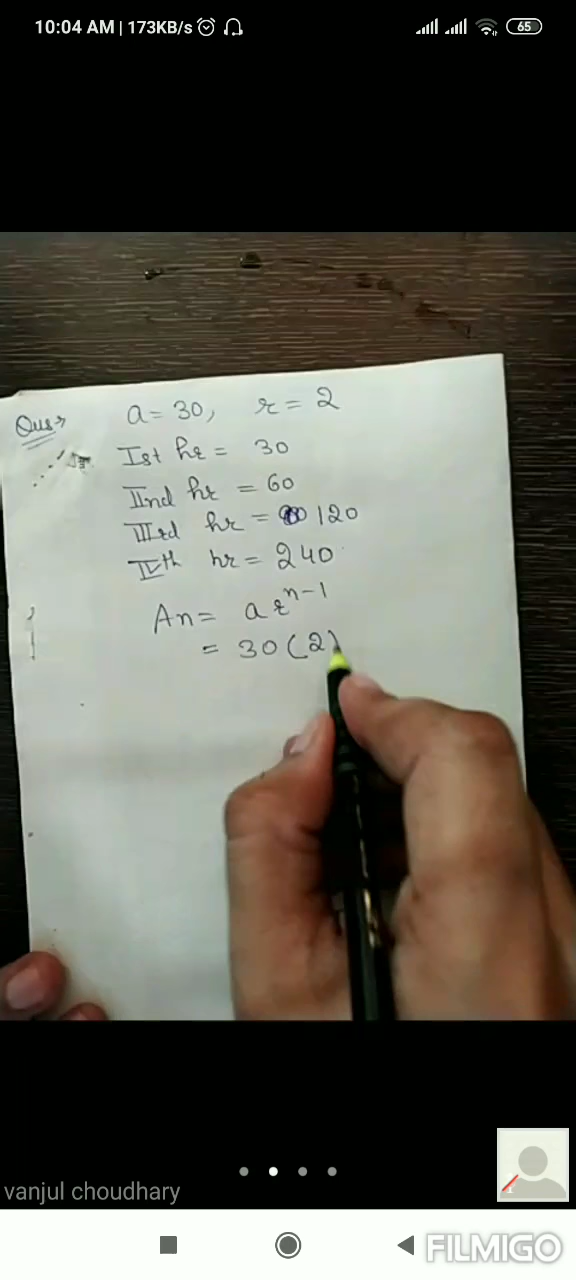 10:04 AM | 173KB/s
65
Ques→ a = 30, r = 2
Ist hr = 30
IInd hr = 60
IIIrd hr = 120
IVth hr = 240
An = ar^n-1
= 30(2)
vanjul choudhary
FILMIGO